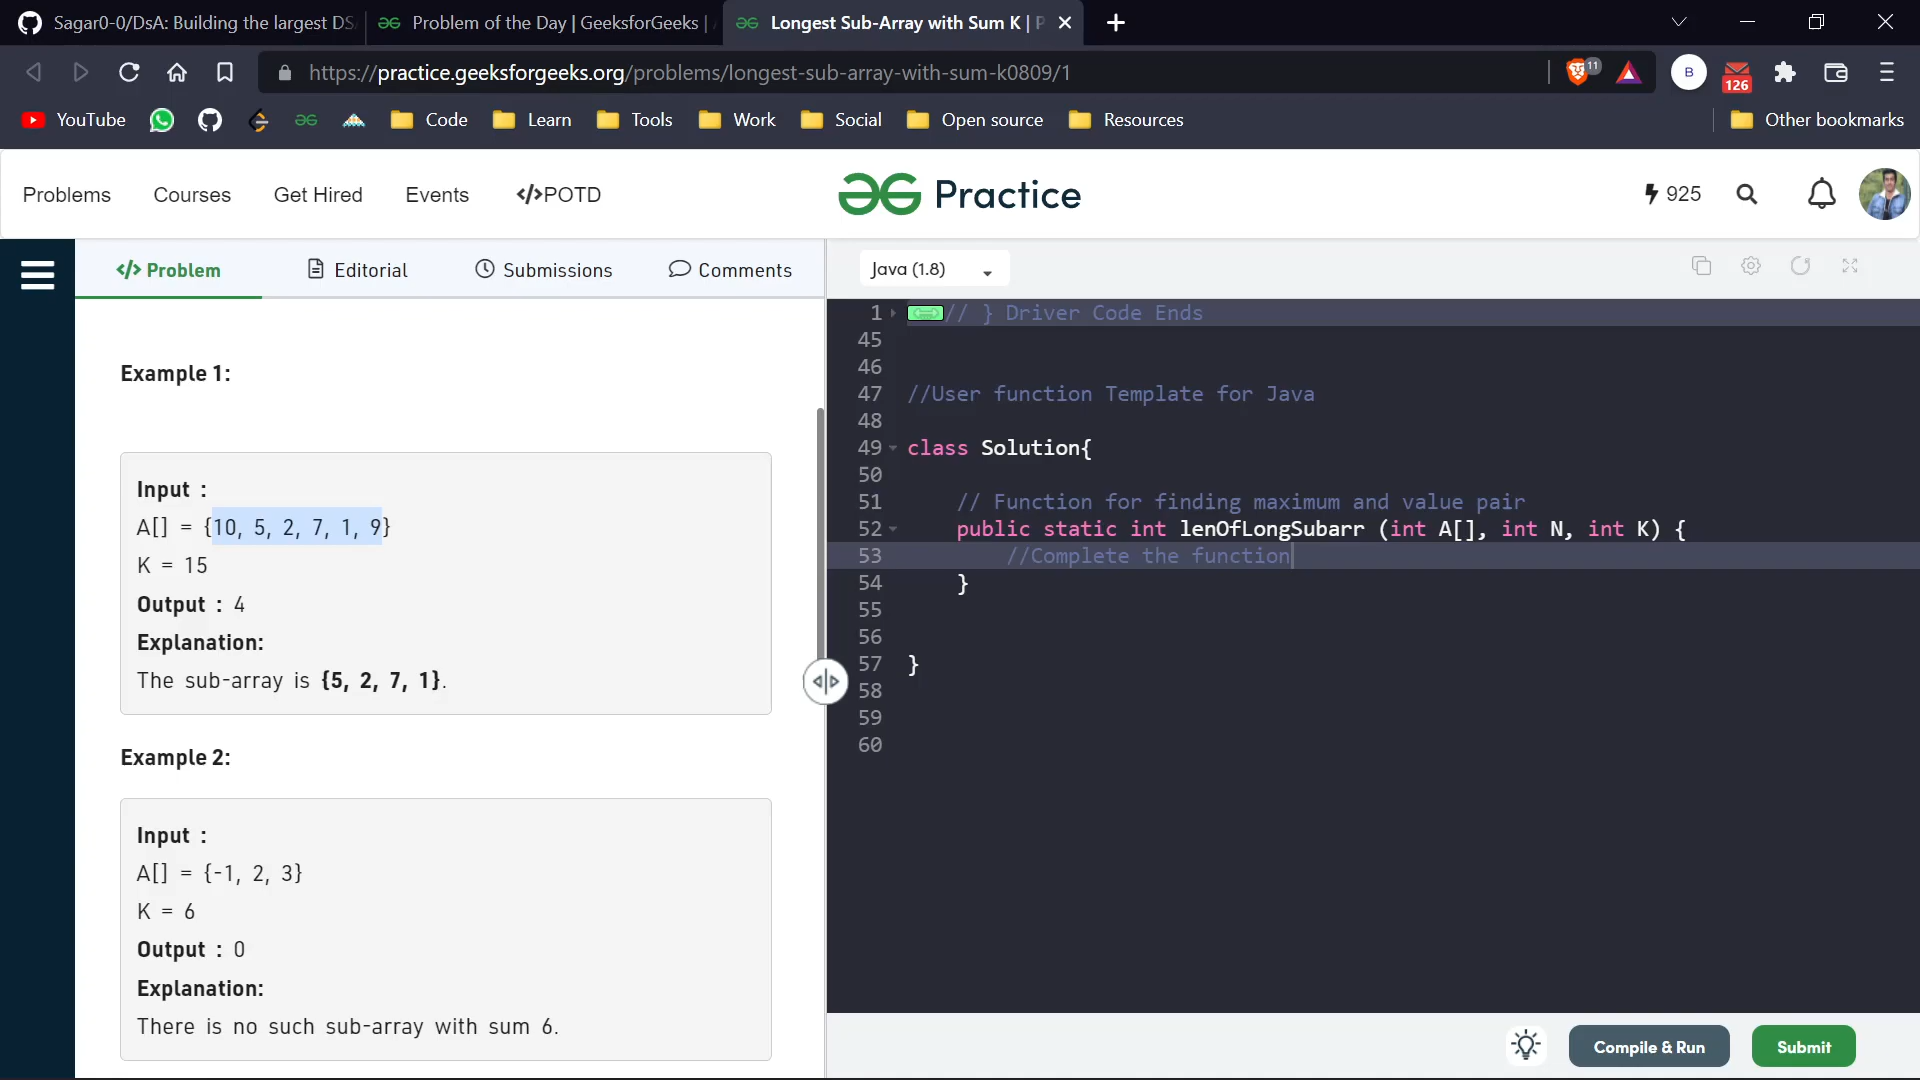 Sagar0-0/DsA: Building the largest DS
Problem of the Day | GeeksforGeeks |
Longest Sub-Array with Sum K | P
https://practice.geeksforgeeks.org/problems/longest-sub-array-with-sum-k0809/1
11
B
126
YouTube
Code
Learn
Tools
Work
Social
Open source
Resources
Other bookmarks
Problems
Courses
Get Hired
Events
</>POTD
Practice
925
</> Problem
Editorial
Submissions
Comments
Java (1.8)
Example 1:
Input :
A[] = {10, 5, 2, 7, 1, 9}
K = 15
Output : 4
Explanation:
The sub-array is {5, 2, 7, 1}.
Example 2:
Input :
A[] = {-1, 2, 3}
K = 6
Output : 0
Explanation:
There is no such sub-array with sum 6.
1 // } Driver Code Ends
45
46
47 //User function Template for Java
48
49 class Solution{
50
51 // Function for finding maximum and value pair
52 public static int lenOfLongSubarr (int A[], int N, int K) {
53 //Complete the function
54 }
55
56
57 }
58
59
60
Compile & Run
Submit